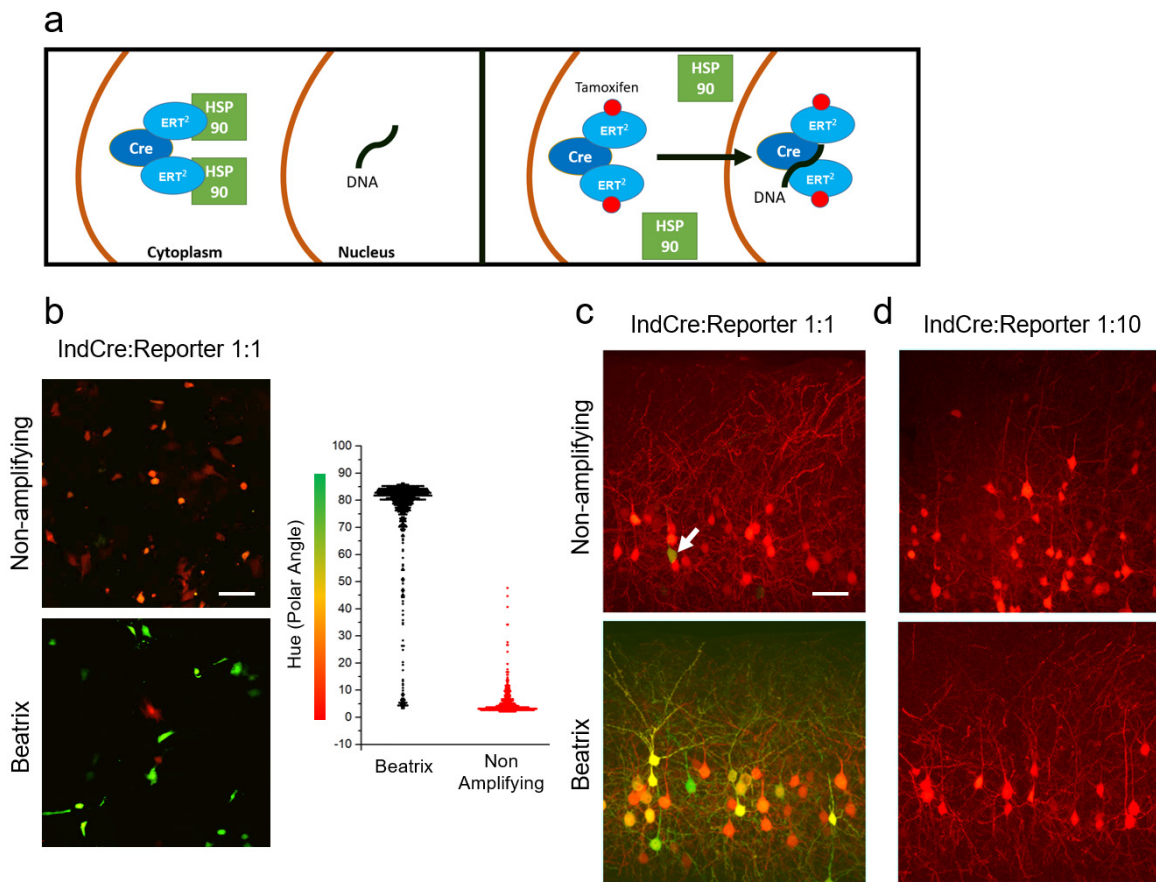 a
HSP
90
ERT²
Cre
ERT²
HSP
90
DNA
Cytoplasm
Nucleus
HSP
90
Tamoxifen
ERT²
Cre
ERT²
HSP
90
ERT²
Cre
ERT²
DNA
b
IndCre:Reporter 1:1
Non-amplifying
Beatrix
Hue (Polar Angle)
100
90
80
70
60
50
40
30
20
10
0
-10
Beatrix
Non
Amplifying
c
IndCre:Reporter 1:1
Non-amplifying
Beatrix
d
IndCre:Reporter 1:10